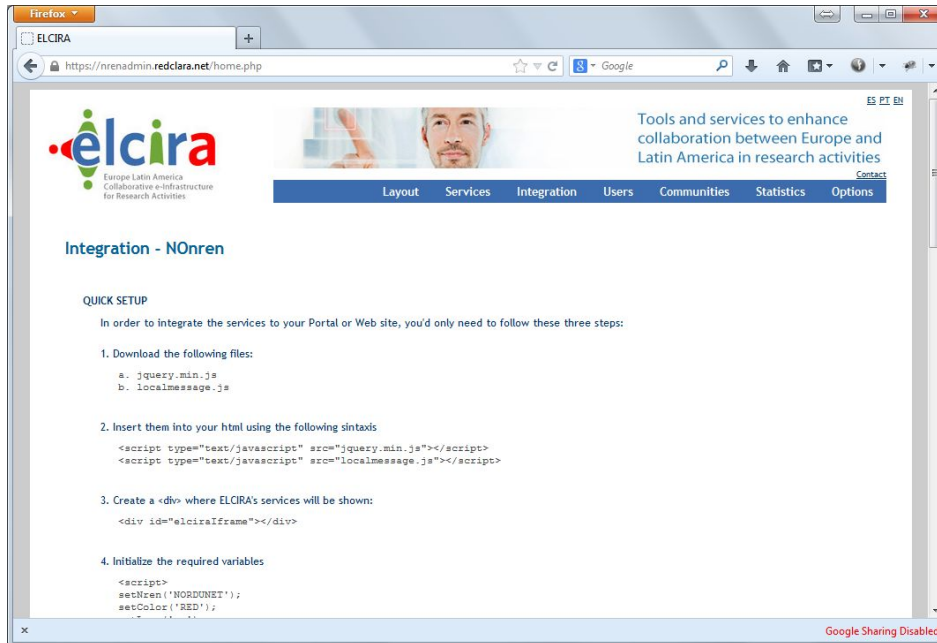 Firefox
ELCIRA
https://nrenadmin.redclara.net/home.php
Google
ES PT EN
elcira
Europe Latin America
Collaborative e-Infrastructure
for Research Activities
Tools and services to enhance
collaboration between Europe and
Latin America in research activities
Contact
Layout Services Integration Users Communities Statistics Options
Integration - NOnren
QUICK SETUP
In order to integrate the services to your Portal or Web site, you'd only need to follow these three steps:
1. Download the following files:
a. jquery.min.js
b. localmessage.js
2. Insert them into your html using the following sintaxis
<script type="text/javascript" src="jquery.min.js"></script>
<script type="text/javascript" src="localmessage.js"></script>
3. Create a <div> where ELCIRA's services will be shown:
<div id="elciraIframe"></div>
4. Initialize the required variables
<script>
setNren('NORDUNET');
setColor('RED');
Google Sharing Disabled